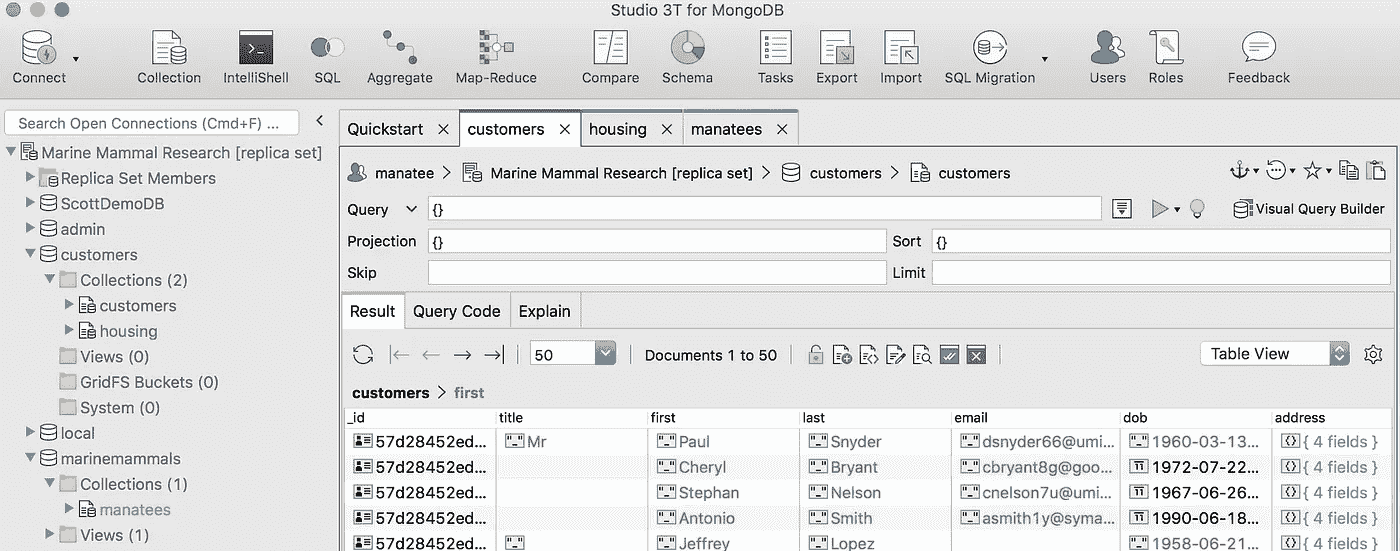 Studio 3T for MongoDB
Connect Collection IntelliShell SQL Aggregate Map-Reduce Compare Schema Tasks Export Import SQL Migration Users Roles Feedback
Search Open Connections (Cmd+F) ...
Quickstart customers housing manatees
Marine Mammal Research [replica set]
Replica Set Members
ScottDemoDB
admin
customers
Collections (2)
customers
housing
Views (0)
GridFS Buckets (0)
System (0)
local
marinemammals
Collections (1)
manatees
Views (1)
manatee > Marine Mammal Research [replica set] > customers > customers
Query {} Visual Query Builder
Projection {} Sort {}
Skip Limit
Result Query Code Explain
50 Documents 1 to 50 Table View
customers > first
_id title first last email dob address
57d28452ed... Mr Paul Snyder dsnyder66@umi... 1960-03-13... { 4 fields }
57d28452ed... Cheryl Bryant cbryant8g@goo... 1972-07-22... { 4 fields }
57d28452ed... Stephan Nelson cnelson7u@umi... 1967-06-26... { 4 fields }
57d28452ed... Antonio Smith asmith1y@syma... 1990-06-18... { 4 fields }
57d28452ed... Jeffrey Lopez 1958-06-21... { 4 fields }